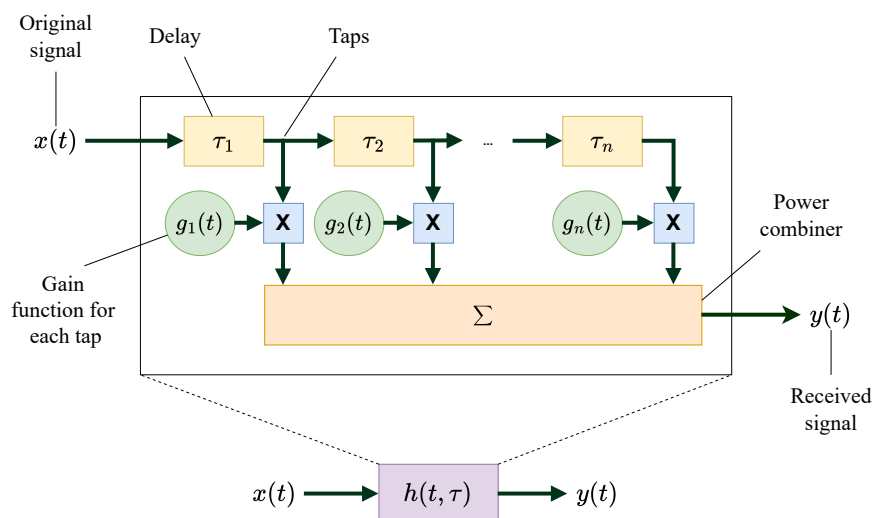 Original
signal
Delay
Taps
x(t)
τ₁
τ₂
...
τₙ
g₁(t)
X
g₂(t)
X
gₙ(t)
X
Power
combiner
Gain
function for
each tap
Σ
y(t)
Received
signal
x(t)
h(t, τ)
y(t)